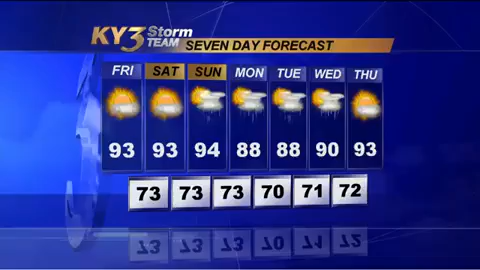 KY3 Storm
TEAM SEVEN DAY FORECAST
FRI SAT SUN MON TUE WED THU
93 93 94 88 88 90 93
73 73 73 70 71 72